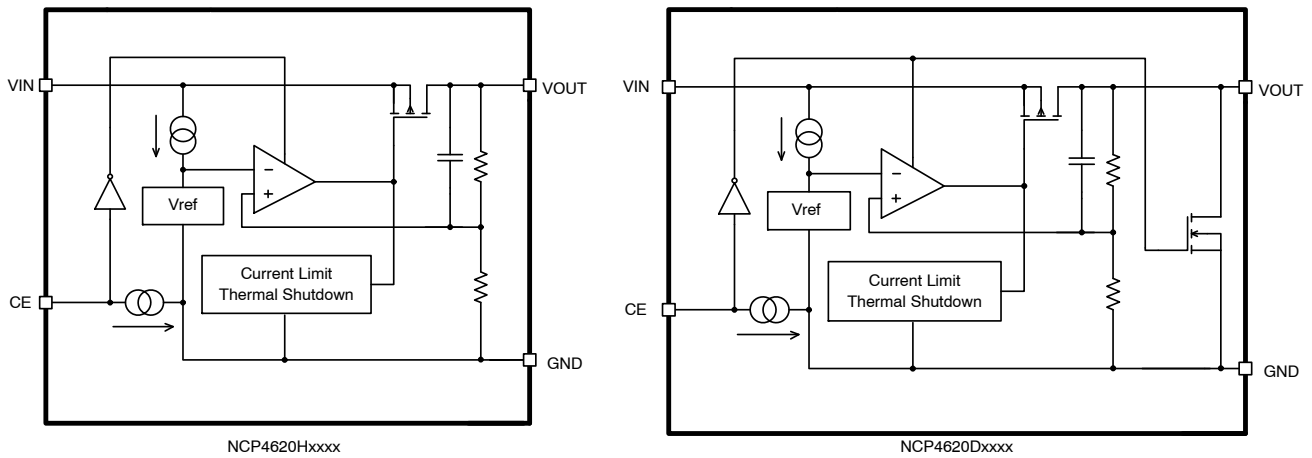 VIN
VOUT
−
+
Vref
Current Limit
Thermal Shutdown
CE
GND
NCP4620Hxxxx
VIN
VOUT
−
+
Vref
Current Limit
Thermal Shutdown
CE
GND
NCP4620Dxxxx